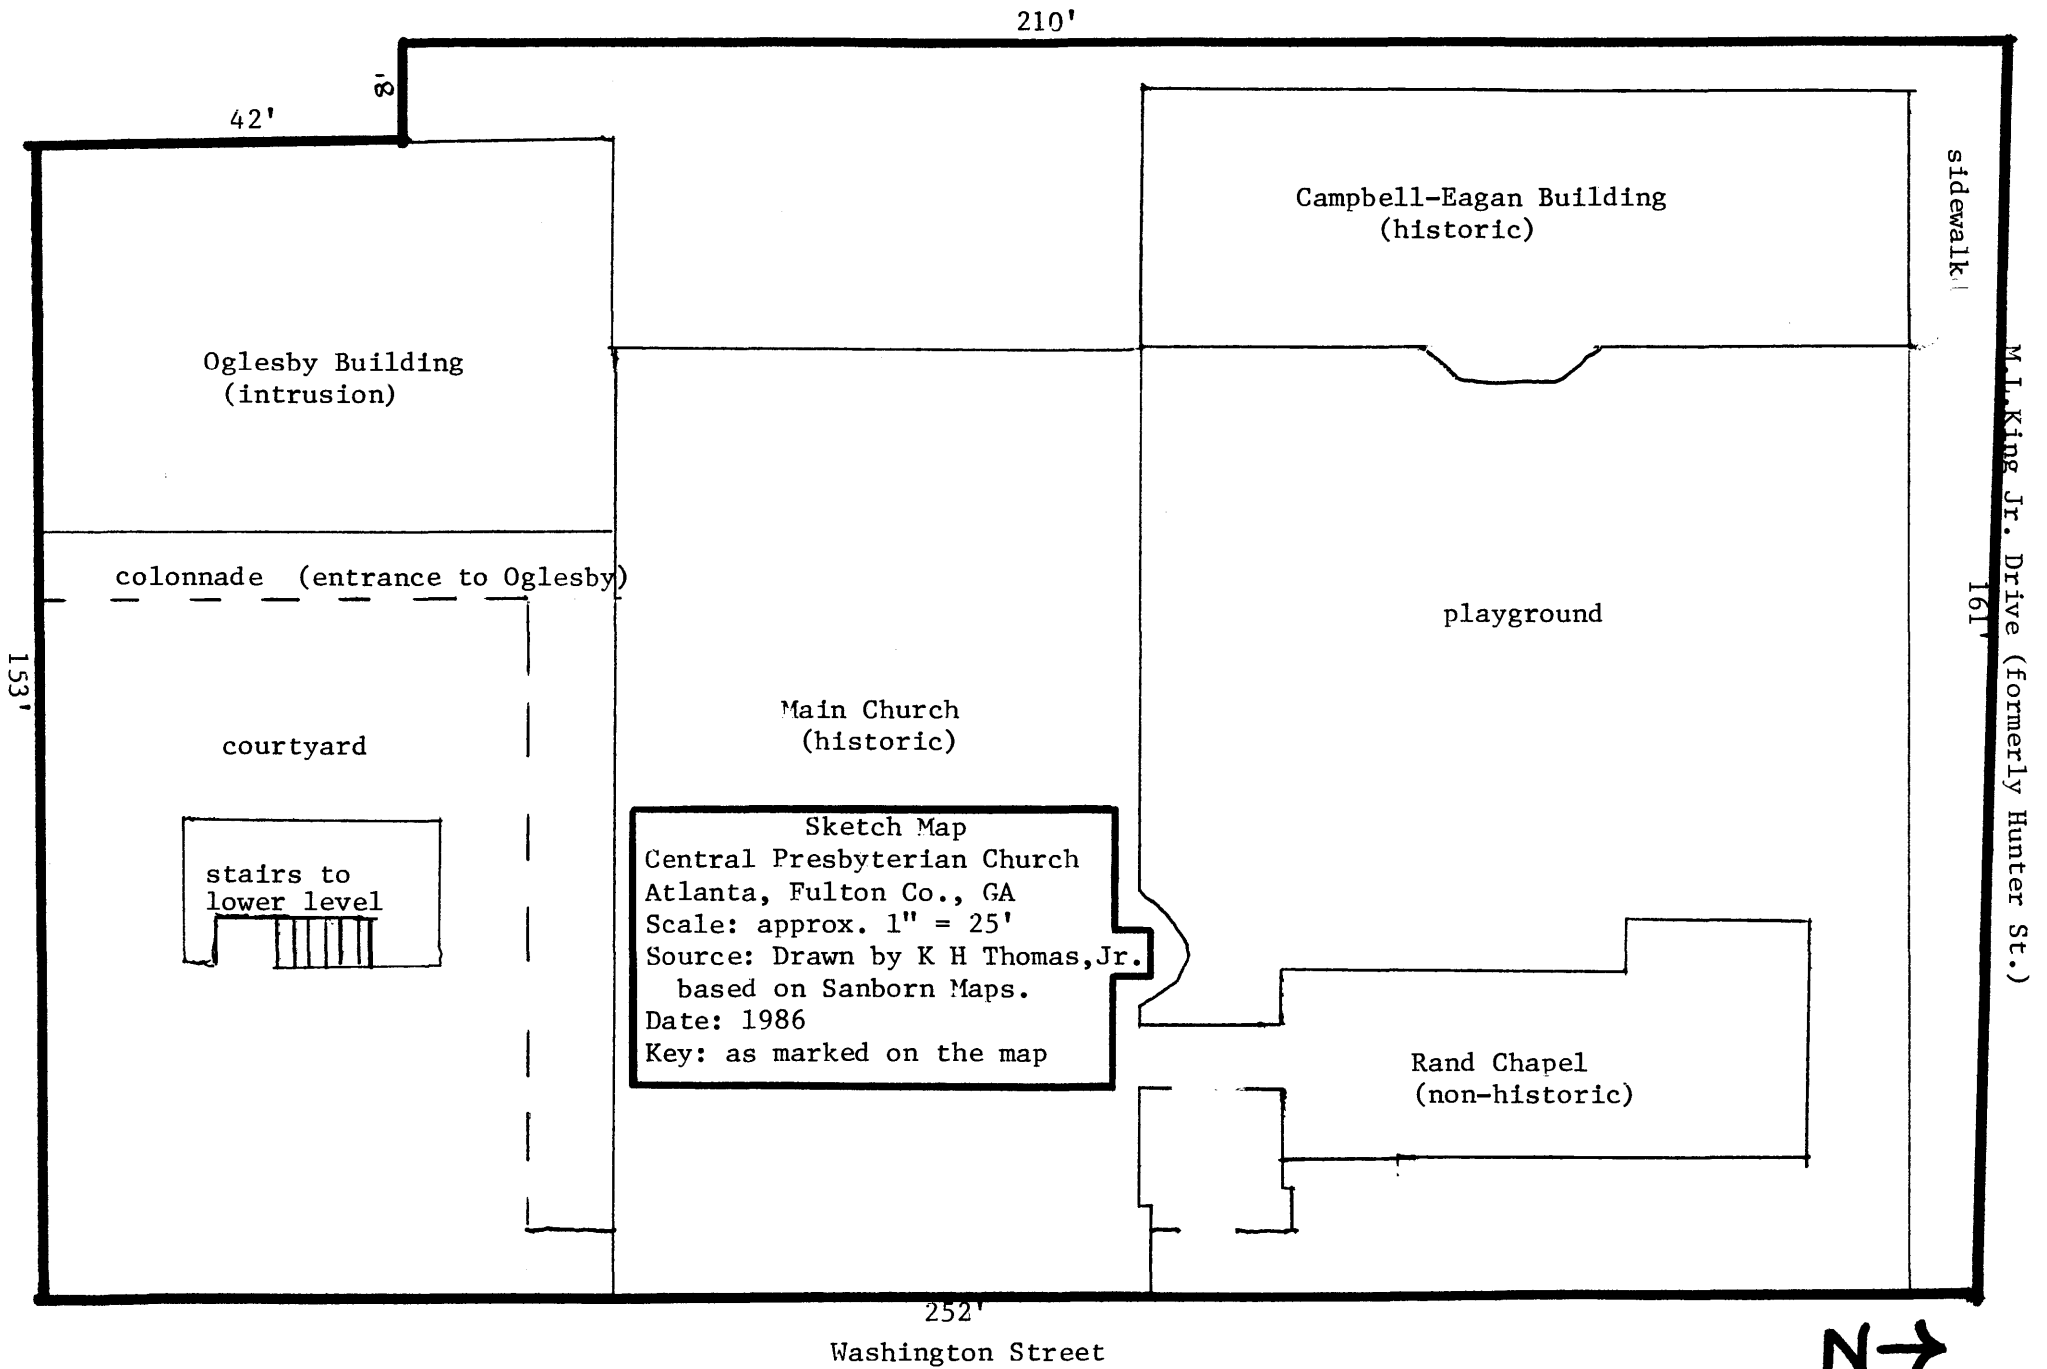 210'
8'
42'
sidewalk
Campbell-Eagan Building
(historic)
Oglesby Building
(intrusion)
M.L.King Jr. Drive (formerly Hunter St.)
161'
colonnade (entrance to Oglesby)
playground
153'
Main Church
(historic)
courtyard
stairs to
lower level
Sketch Map
Central Presbyterian Church
Atlanta, Fulton Co., GA
Scale: approx. 1" = 25'
Source: Drawn by K H Thomas,Jr.
based on Sanborn Maps.
Date: 1986
Key: as marked on the map
Rand Chapel
(non-historic)
252'
Washington Street
N